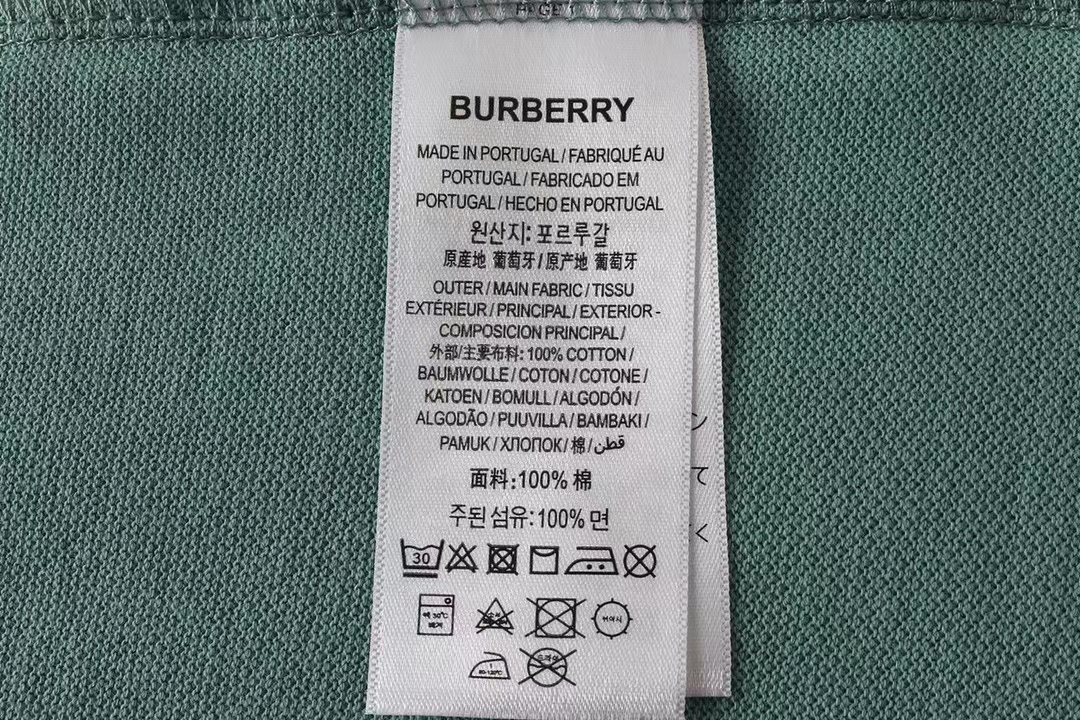 BURBERRY
MADE IN PORTUGAL / FABRIQUÉ AU
PORTUGAL / FABRICADO EM
PORTUGAL / HECHO EN PORTUGAL
원산지: 포르루갈
原産地 葡萄牙 / 原产地 葡萄牙
OUTER / MAIN FABRIC / TISSU
EXTÉRIEUR / PRINCIPAL / EXTERIOR -
COMPOSICION PRINCIPAL /
外部/主要布料: 100% COTTON /
BAUMWOLLE / COTON / COTONE /
KATOEN / BOMULL / ALGODÓN /
ALGODÃO / PUUVILLA / BAMBAKI /
PAMUK / ХЛОПОК / 棉 / قطن
面料:100% 棉
주된 섬유:100% 면
30